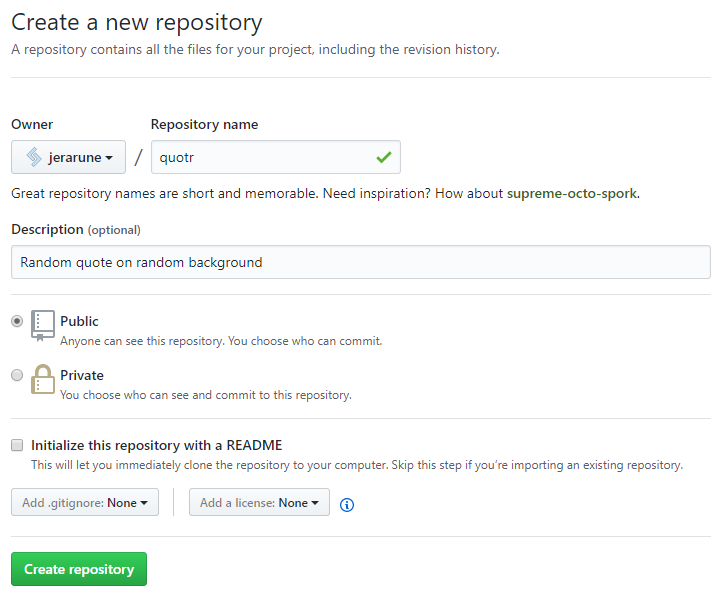 Create a new repository
A repository contains all the files for your project, including the revision history.
Owner Repository name
jerarune / quotr
Great repository names are short and memorable. Need inspiration? How about supreme-octo-spork.
Description (optional)
Random quote on random background
Public
Anyone can see this repository. You choose who can commit.
Private
You choose who can see and commit to this repository.
Initialize this repository with a README
This will let you immediately clone the repository to your computer. Skip this step if you’re importing an existing repository.
Add .gitignore: None Add a license: None
Create repository